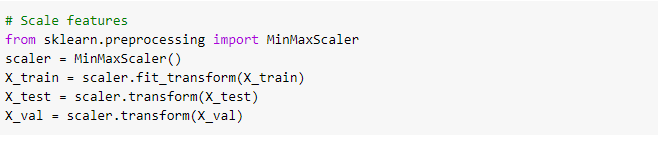 # Scale features
from sklearn.preprocessing import MinMaxScaler
scaler = MinMaxScaler()
X_train = scaler.fit_transform(X_train)
X_test = scaler.transform(X_test)
X_val = scaler.transform(X_val)